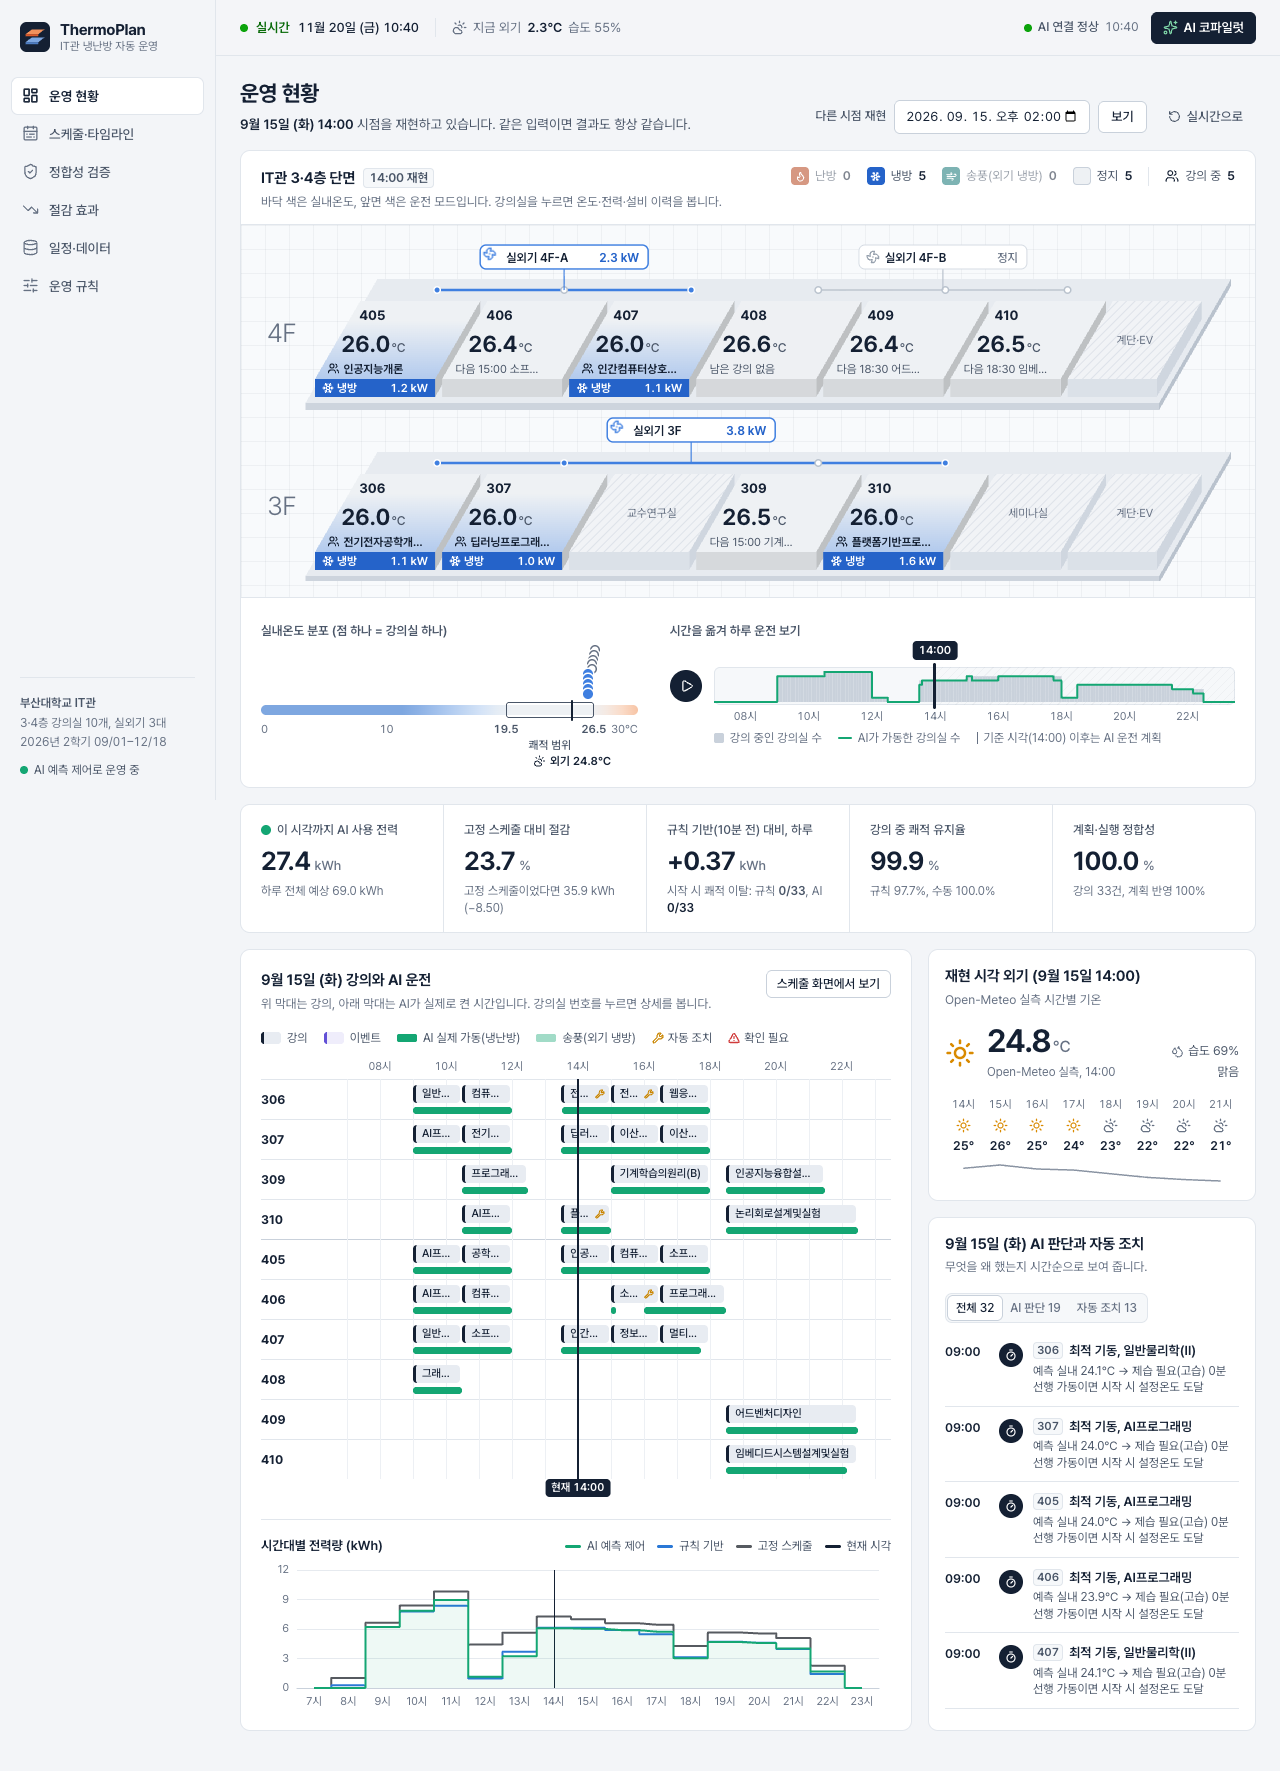 ThermoPlan
IT관 냉난방 자동 운영
운영 현황
스케줄·타임라인
정합성 검증
절감 효과
일정·데이터
운영 규칙
부산대학교 IT관
3·4층 강의실 10개, 실외기 3대
2026년 2학기 09/01–12/18
AI 예측 제어로 운영 중
실시간 11월 20일 (금) 10:40 지금 외기 2.3°C 습도 55%
AI 연결 정상 10:40 AI 코파일럿
운영 현황
9월 15일 (화) 14:00 시점을 재현하고 있습니다. 같은 입력이면 결과도 항상 같습니다.
다른 시점 재현 2026. 09. 15. 오후 02:00 보기 실시간으로
IT관 3·4층 단면 14:00 재현
난방 0 냉방 5 송풍(외기 냉방) 0 정지 5 강의 중 5
바닥 색은 실내온도, 앞면 색은 운전 모드입니다. 강의실을 누르면 온도·전력·설비 이력을 봅니다.
실외기 4F-A 2.3 kW 실외기 4F-B 정지
4F
405 406 407 408 409 410
26.0°C 26.4°C 26.0°C 26.6°C 26.4°C 26.5°C 계단·EV
인공지능개론 다음 15:00 소프... 인간컴퓨터상호... 남은 강의 없음 다음 18:30 어드... 다음 18:30 임베...
냉방 1.2 kW 냉방 1.1 kW
실외기 3F 3.8 kW
3F
306 307 309 310
26.0°C 26.0°C 교수연구실 26.5°C 26.0°C 세미나실 계단·EV
전기전자공학개... 딥러닝프로그래... 다음 15:00 기계... 플랫폼기반프로...
냉방 1.1 kW 냉방 1.0 kW 냉방 1.6 kW
실내온도 분포 (점 하나 = 강의실 하나)
0 10 19.5 26.5 30°C
쾌적 범위
외기 24.8°C
시간을 옮겨 하루 운전 보기
14:00
08시 10시 12시 14시 16시 18시 20시 22시
강의 중인 강의실 수 AI가 가동한 강의실 수 기준 시각(14:00) 이후는 AI 운전 계획
이 시각까지 AI 사용 전력
27.4 kWh
하루 전체 예상 69.0 kWh
고정 스케줄 대비 절감
23.7 %
고정 스케줄이었다면 35.9 kWh
(−8.50)
규칙 기반(10분 전) 대비, 하루
+0.37 kWh
시작 시 쾌적 이탈: 규칙 0/33, AI
0/33
강의 중 쾌적 유지율
99.9 %
규칙 97.7%, 수동 100.0%
계획·실행 정합성
100.0 %
강의 33건, 계획 반영 100%
9월 15일 (화) 강의와 AI 운전
위 막대는 강의, 아래 막대는 AI가 실제로 켠 시간입니다. 강의실 번호를 누르면 상세를 봅니다.
스케줄 화면에서 보기
강의 이벤트 AI 실제 가동(냉난방) 송풍(외기 냉방) 자동 조치 확인 필요
08시 10시 12시 14시 16시 18시 20시 22시
306 일반... 컴퓨... 전... 전... 웹응...
307 AI프... 전기... 딥러... 이산... 이산...
309 프로그래... 기계학습의원리(B) 인공지능융합설...
310 AI프... 플... 논리회로설계및실험
405 AI프... 공학... 인공... 컴퓨... 소프...
406 AI프... 컴퓨... 소... 프로그래...
407 일반... 소프... 인간... 정보... 멀티...
408 그래...
409 어드벤처디자인
410 임베디드시스템설계및실험
현재 14:00
시간대별 전력량 (kWh)
AI 예측 제어 규칙 기반 고정 스케줄 현재 시각
12
9
6
3
0
7시 8시 9시 10시 11시 12시 13시 14시 15시 16시 17시 18시 19시 20시 21시 22시 23시
재현 시각 외기 (9월 15일 14:00)
Open-Meteo 실측 시간별 기온
24.8°C
Open-Meteo 실측, 14:00
습도 69%
맑음
14시 15시 16시 17시 18시 19시 20시 21시
25° 26° 25° 24° 23° 22° 22° 21°
9월 15일 (화) AI 판단과 자동 조치
무엇을 왜 했는지 시간순으로 보여 줍니다.
전체 32 AI 판단 19 자동 조치 13
09:00 306 최적 기동, 일반물리학(II)
예측 실내 24.1°C → 제습 필요(고습) 0분
선행 가동이면 시작 시 설정온도 도달
09:00 307 최적 기동, AI프로그래밍
예측 실내 24.0°C → 제습 필요(고습) 0분
선행 가동이면 시작 시 설정온도 도달
09:00 405 최적 기동, AI프로그래밍
예측 실내 24.0°C → 제습 필요(고습) 0분
선행 가동이면 시작 시 설정온도 도달
09:00 406 최적 기동, AI프로그래밍
예측 실내 23.9°C → 제습 필요(고습) 0분
선행 가동이면 시작 시 설정온도 도달
09:00 407 최적 기동, 일반물리학(II)
예측 실내 24.1°C → 제습 필요(고습) 0분
선행 가동이면 시작 시 설정온도 도달